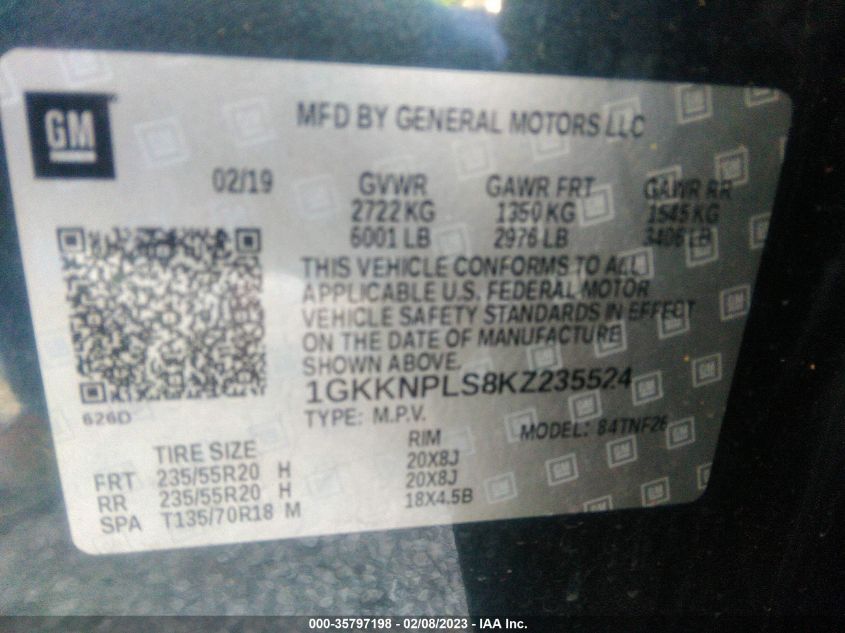 GM
MFD BY GENERAL MOTORS LLC
02/19 GVWR GAWR FRT GAWR RR
2722 KG 1350 KG 1545 KG
6001 LB 2976 LB 3406 LB
THIS VEHICLE CONFORMS TO ALL
APPLICABLE U.S. FEDERAL MOTOR
VEHICLE SAFETY STANDARDS IN EFFECT
ON THE DATE OF MANUFACTURE
SHOWN ABOVE.
1GKKNPLS8KZ235524
626D
TYPE: M.P.V. MODEL: 84TNF26
TIRE SIZE RIM
FRT 235/55R20 H 20X8J
RR 235/55R20 H 20X8J
SPA T135/70R18 M 18X4.5B
000-35797198 - 02/08/2023 - IAA Inc.